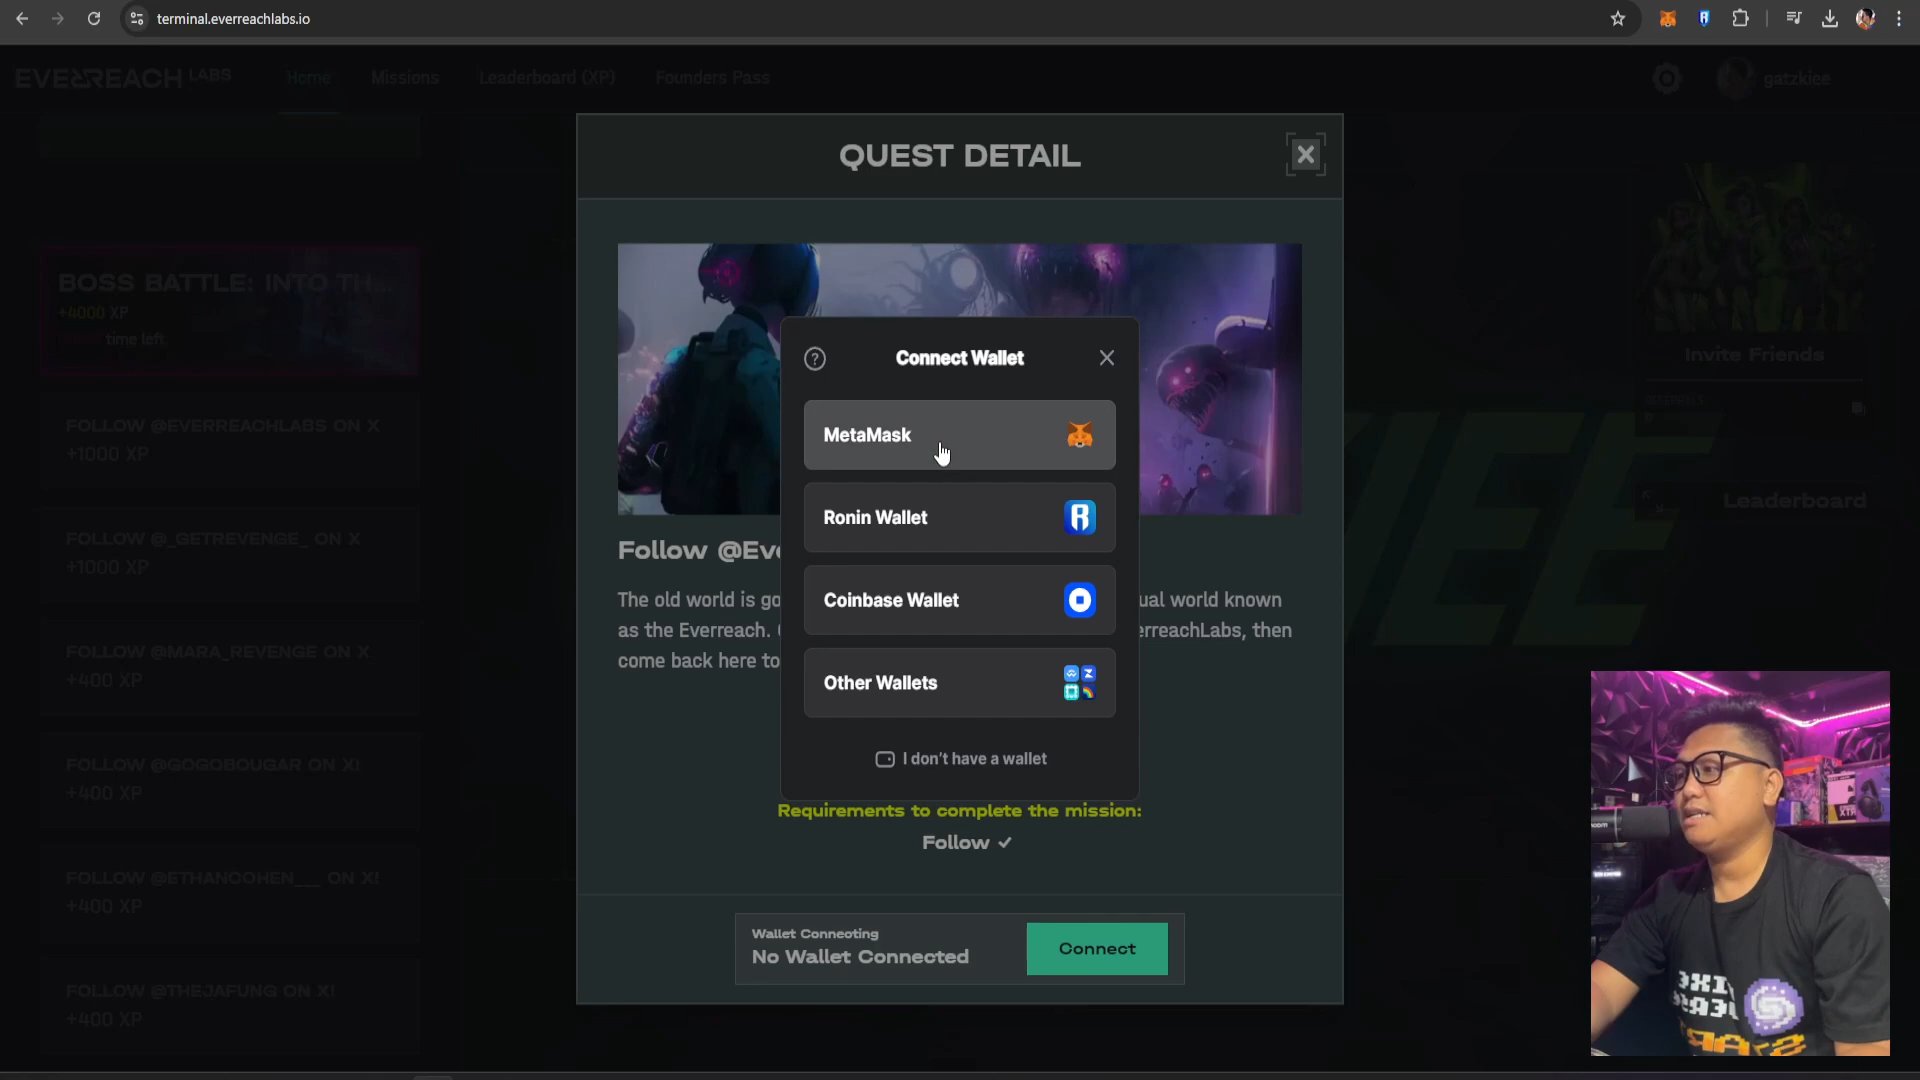 terminal.everreachlabs.io
EVERREACH LABS
Home
Missions
Leaderboard (XP)
Founders Pass
gatzkiee
QUEST DETAIL
BOSS BATTLE: INTO TH...
+4000 XP
time left
FOLLOW @EVERREACHLABS ON X
+1000 XP
FOLLOW @_GETREVENGE_ ON X
+1000 XP
FOLLOW @MARA_REVENGE ON X
+400 XP
FOLLOW @GOGOBOUGAR ON X!
+400 XP
FOLLOW @ETHANCOHEN___ ON X!
+400 XP
FOLLOW @THEJAFUNG ON X!
+400 XP
Connect Wallet
MetaMask
Ronin Wallet
Coinbase Wallet
Other Wallets
I don't have a wallet
Follow @Eve
The old world is go
ual world known
as the Everreach.
erreachLabs, then
come back here to
Requirements to complete the mission:
Follow
Wallet Connecting
No Wallet Connected
Connect
Invite Friends
Leaderboard